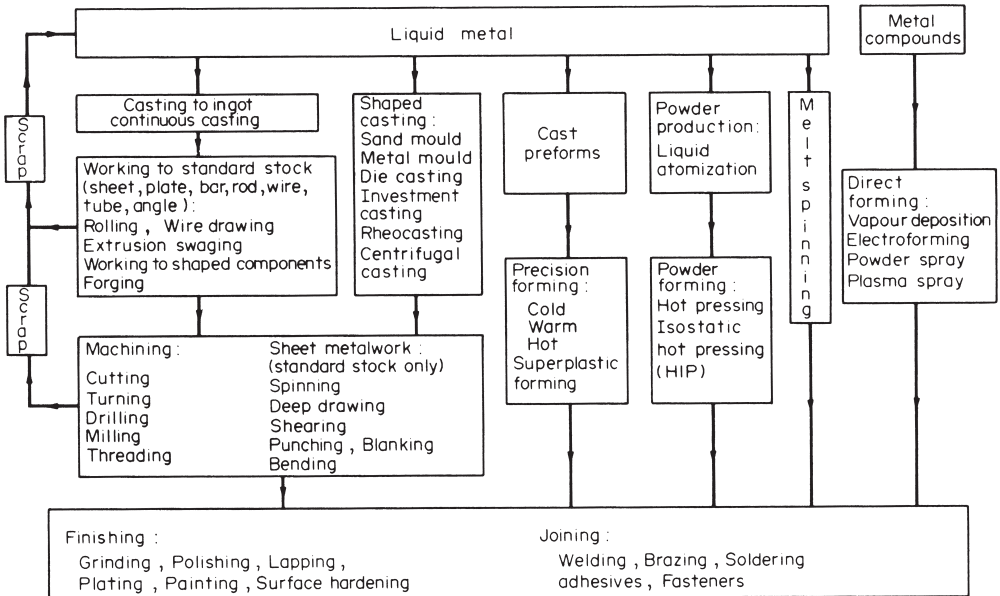 Liquid metal
Metal
compounds
Scrap
Casting to ingot
continuous casting
Shaped
casting :
Sand mould
Metal mould
Die casting
Investment
casting
Rheocasting
Centrifugal
casting
Cast
preforms
Powder
production :
Liquid
atomization
Melt spinning
Working to standard stock
(sheet, plate, bar, rod, wire,
tube, angle ) :
Rolling , Wire drawing
Extrusion swaging
Working to shaped components
Forging
Direct
forming :
Vapour deposition
Electroforming
Powder spray
Plasma spray
Scrap
Precision
forming :
Cold
Warm
Hot
Superplastic
forming
Powder
forming :
Hot pressing
Isostatic
hot pressing
(HIP)
Machining :
Cutting
Turning
Drilling
Milling
Threading
Sheet metalwork :
(standard stock only)
Spinning
Deep drawing
Shearing
Punching , Blanking
Bending
Finishing :
Grinding , Polishing , Lapping ,
Plating , Painting , Surface hardening
Joining :
Welding , Brazing , Soldering
adhesives , Fasteners